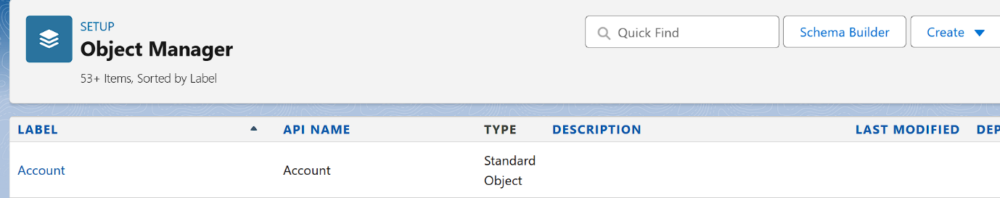 SETUP
Object Manager
53+ Items, Sorted by Label
Quick Find
Schema Builder
Create
LABEL
API NAME
TYPE
DESCRIPTION
LAST MODIFIED
DEP
Account
Account
Standard
Object